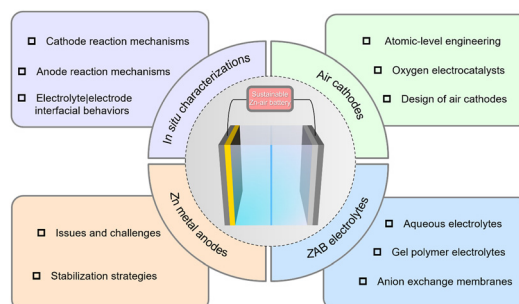 Cathode reaction mechanisms
Anode reaction mechanisms
Electrolyte|electrode
interfacial behaviors
In situ characterizations
Air cathodes
Atomic-level engineering
Oxygen electrocatalysts
Design of air cathodes
Sustainable
Zn-air battery
Issues and challenges
Stabilization strategies
Zn metal anodes
ZAB electrolytes
Aqueous electrolytes
Gel polymer electrolytes
Anion exchange membranes